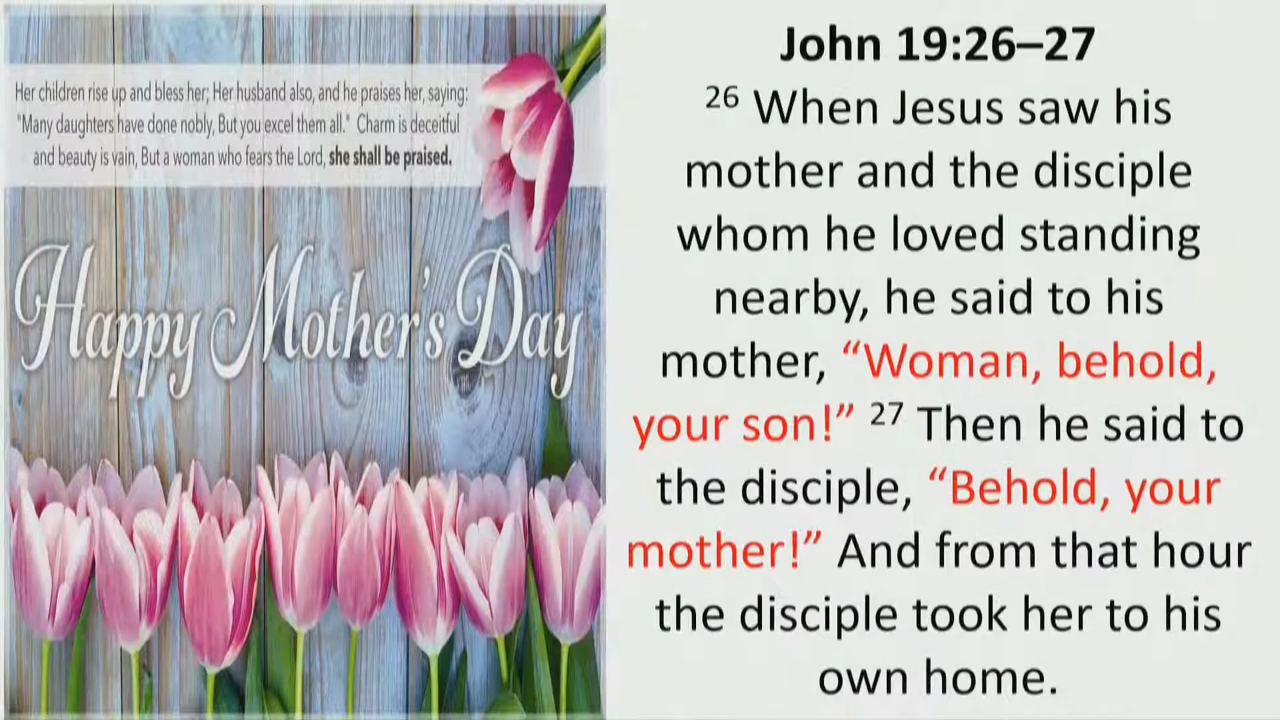 Her children rise up and bless her; Her husband also, and he praises her, saying:
"Many daughters have done nobly, But you excel them all." Charm is deceitful
and beauty is vain, But a woman who fears the Lord, she shall be praised.
Happy Mother's Day
John 19:26–27
26 When Jesus saw his
mother and the disciple
whom he loved standing
nearby, he said to his
mother, “Woman, behold,
your son!” 27 Then he said to
the disciple, “Behold, your
mother!” And from that hour
the disciple took her to his
own home.